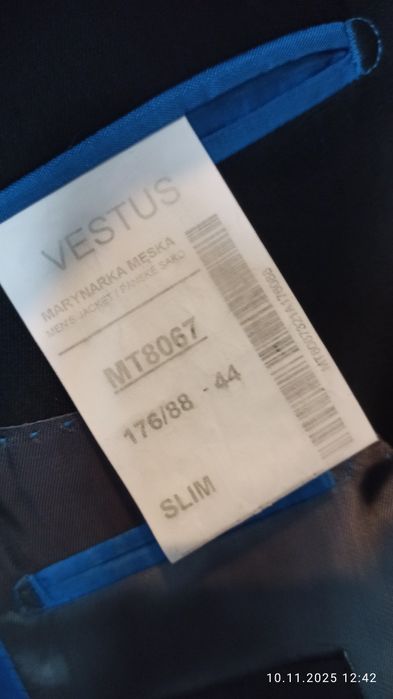 VESTUS
MARYNARKA MĘSKA
MEN'S JACKET / PÁNSKÉ SAKO
MT8067
176/88 - 44
SLIM
10.11.2025 12:42